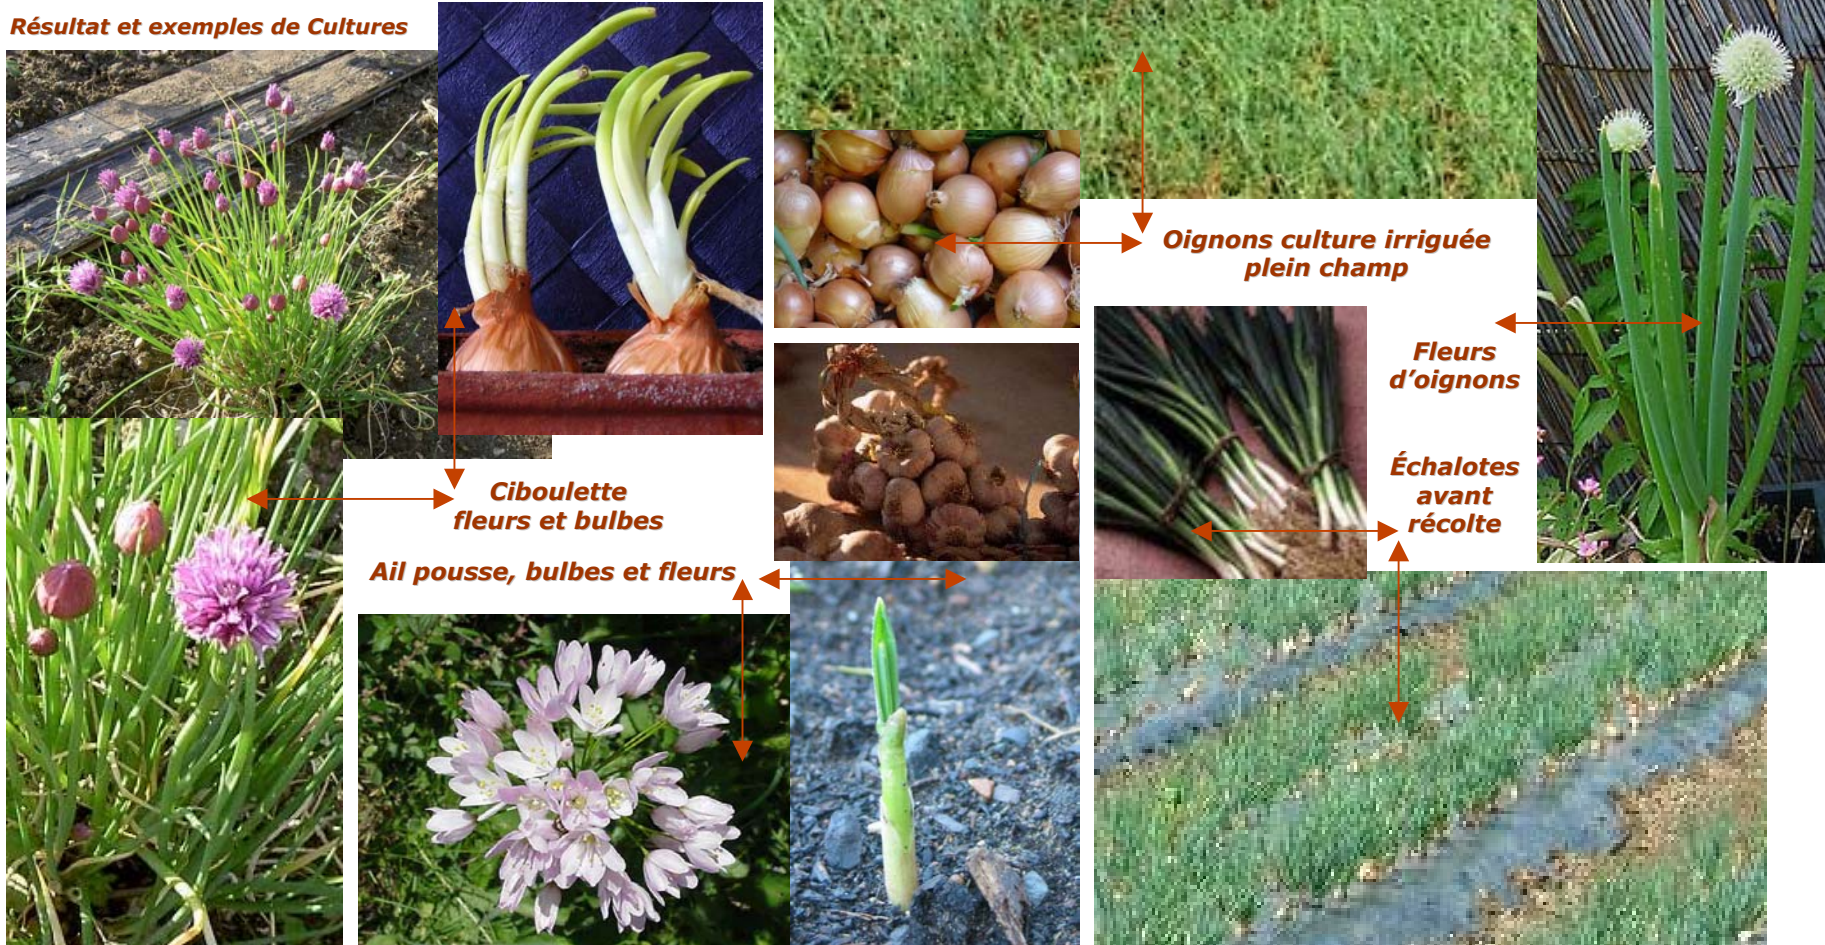 Résultat et exemples de Cultures
Oignons culture irriguée
plein champ
Fleurs
d’oignons
Échalotes
avant
récolte
Ciboulette
fleurs et bulbes
Ail pousse, bulbes et fleurs